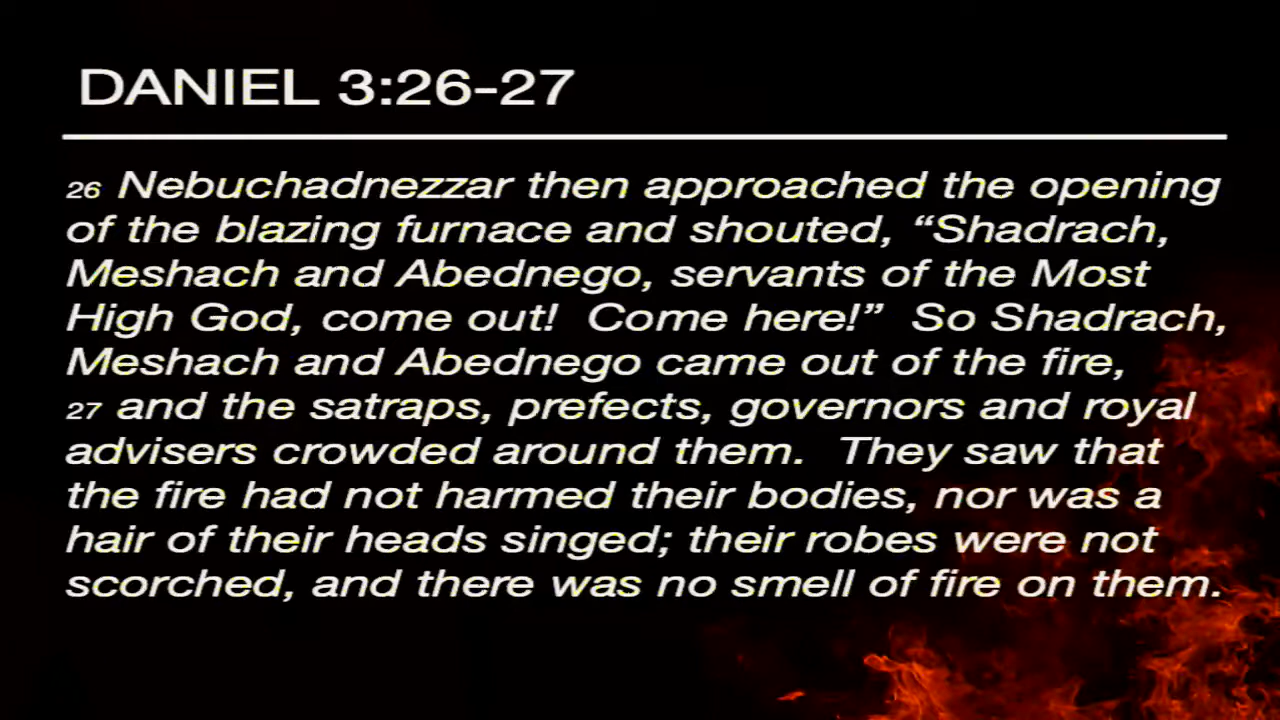 DANIEL 3:26-27
26 Nebuchadnezzar then approached the opening
of the blazing furnace and shouted, “Shadrach,
Meshach and Abednego, servants of the Most
High God, come out!  Come here!”  So Shadrach,
Meshach and Abednego came out of the fire,
27 and the satraps, prefects, governors and royal
advisers crowded around them.  They saw that
the fire had not harmed their bodies, nor was a
hair of their heads singed; their robes were not
scorched, and there was no smell of fire on them.